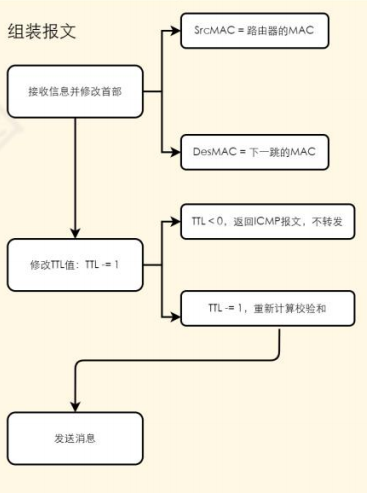 组装报文
SrcMAC = 路由器的MAC
接收信息并修改首部
DesMAC = 下一跳的MAC
TTL < 0，返回ICMP报文，不转发
修改TTL值：TTL -= 1
TTL -= 1，重新计算校验和
发送消息